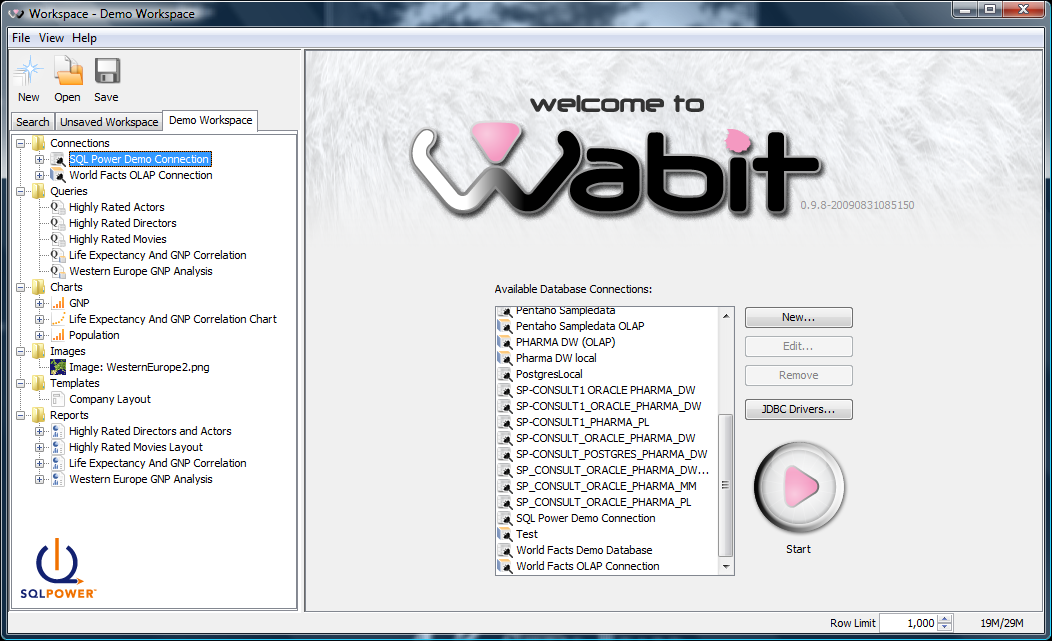 Workspace - Demo Workspace
File View Help
New Open Save
Search Unsaved Workspace Demo Workspace
Connections
SQL Power Demo Connection
World Facts OLAP Connection
Queries
Highly Rated Actors
Highly Rated Directors
Highly Rated Movies
Life Expectancy And GNP Correlation
Western Europe GNP Analysis
Charts
GNP
Life Expectancy And GNP Correlation Chart
Population
Images
Image: WesternEurope2.png
Templates
Company Layout
Reports
Highly Rated Directors and Actors
Highly Rated Movies Layout
Life Expectancy And GNP Correlation
Western Europe GNP Analysis
SQLPOWER
welcome to
Wabit
0.9.8-20090831085150
Available Database Connections:
Pentaho Sampledata
Pentaho Sampledata OLAP
PHARMA DW (OLAP)
Pharma DW local
PostgresLocal
SP-CONSULT1 ORACLE PHARMA_DW
SP-CONSULT1_ORACLE_PHARMA_DW
SP-CONSULT1_PHARMA_PL
SP-CONSULT_ORACLE_PHARMA_DW
SP-CONSULT_POSTGRES_PHARMA_DW
SP_CONSULT_ORACLE_PHARMA_DW...
SP_CONSULT_ORACLE_PHARMA_MM
SP_CONSULT_ORACLE_PHARMA_PL
SQL Power Demo Connection
Test
World Facts Demo Database
World Facts OLAP Connection
New...
Edit...
Remove
JDBC Drivers...
Start
Row Limit 1,000 19M/29M